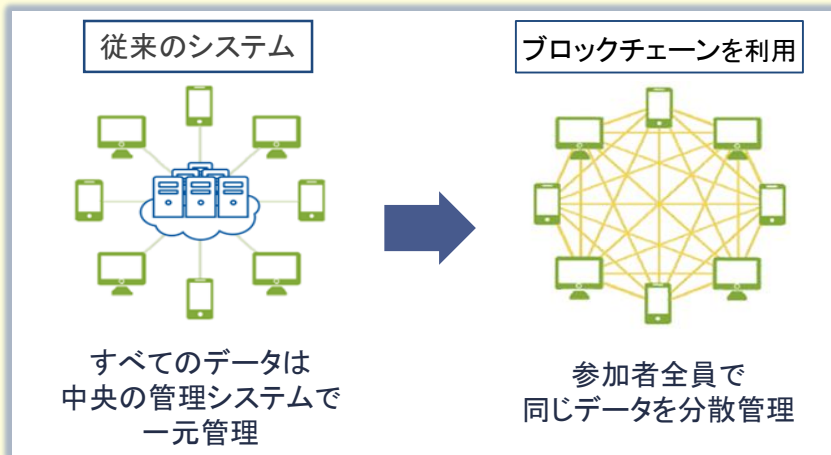 従来のシステム
ブロックチェーンを利用
すべてのデータは
中央の管理システムで
一元管理
参加者全員で
同じデータを分散管理